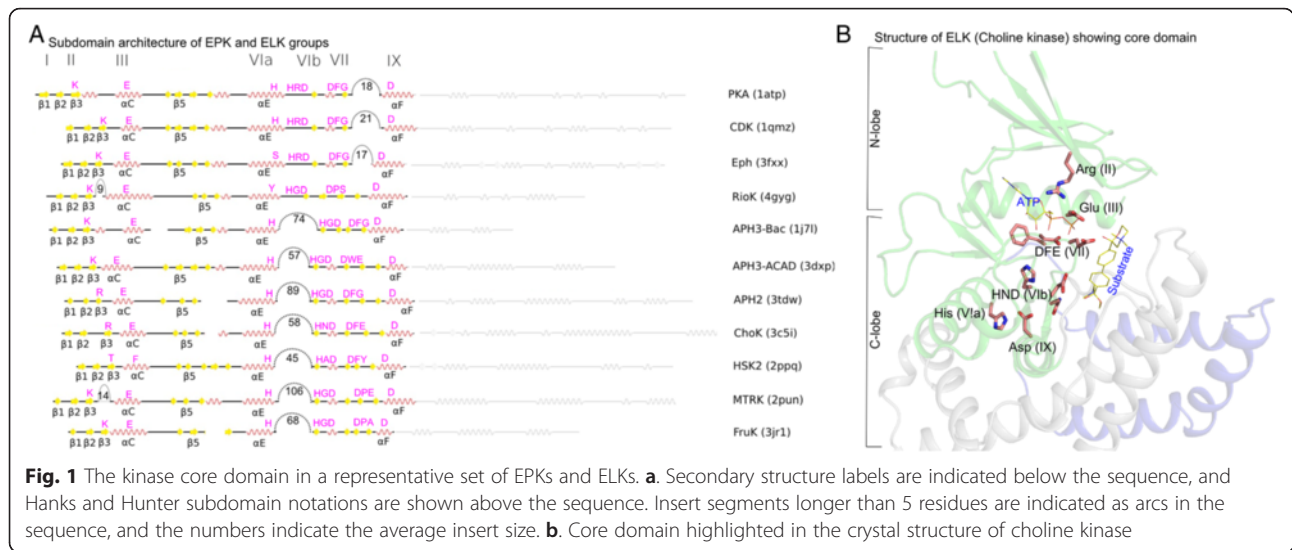 A Subdomain architecture of EPK and ELK groups
I II III VIa VIb VII IX
K E H HRD DFG 18 D
β1 β2 β3 αC β5 αE αF
PKA (1atp)
K E H HRD DFG 21 D
β1 β2 β3 αC β5 αE αF
CDK (1qmz)
K E S HRD DFG 17 D
β1 β2 β3 αC β5 αE αF
Eph (3fxx)
K 9 E Y HGD DPS D
β1 β2 β3 αC β5 αE αF
RioK (4gyg)
K E H 74 HGD DFG D
β1 β2 β3 αC β5 αE αF
APH3-Bac (1j7l)
K E H 57 HGD DWE D
β1 β2 β3 αC β5 αE αF
APH3-ACAD (3dxp)
R E H 89 HGD DFG D
β1 β2 β3 αC β5 αE αF
APH2 (3tdw)
R E H 58 HND DFE D
β1 β2 β3 αC β5 αE αF
ChoK (3c5i)
T F H 45 HAD DFY D
β1 β2 β3 αC β5 αE αF
HSK2 (2ppq)
K 14 E H 106 HGD DPE D
β1 β2 β3 αC β5 αE αF
MTRK (2pun)
K E H 68 HGD DPA D
β1 β2 β3 αC β5 αE αF
FruK (3jr1)
B Structure of ELK (Choline kinase) showing core domain
N-lobe
C-lobe
Arg (II)
ATP
Glu (III)
DFE (VII)
Substrate
HND (VIb)
His (V!a)
Asp (IX)
Fig. 1 The kinase core domain in a representative set of EPKs and ELKs. a. Secondary structure labels are indicated below the sequence, and
Hanks and Hunter subdomain notations are shown above the sequence. Insert segments longer than 5 residues are indicated as arcs in the
sequence, and the numbers indicate the average insert size. b. Core domain highlighted in the crystal structure of choline kinase